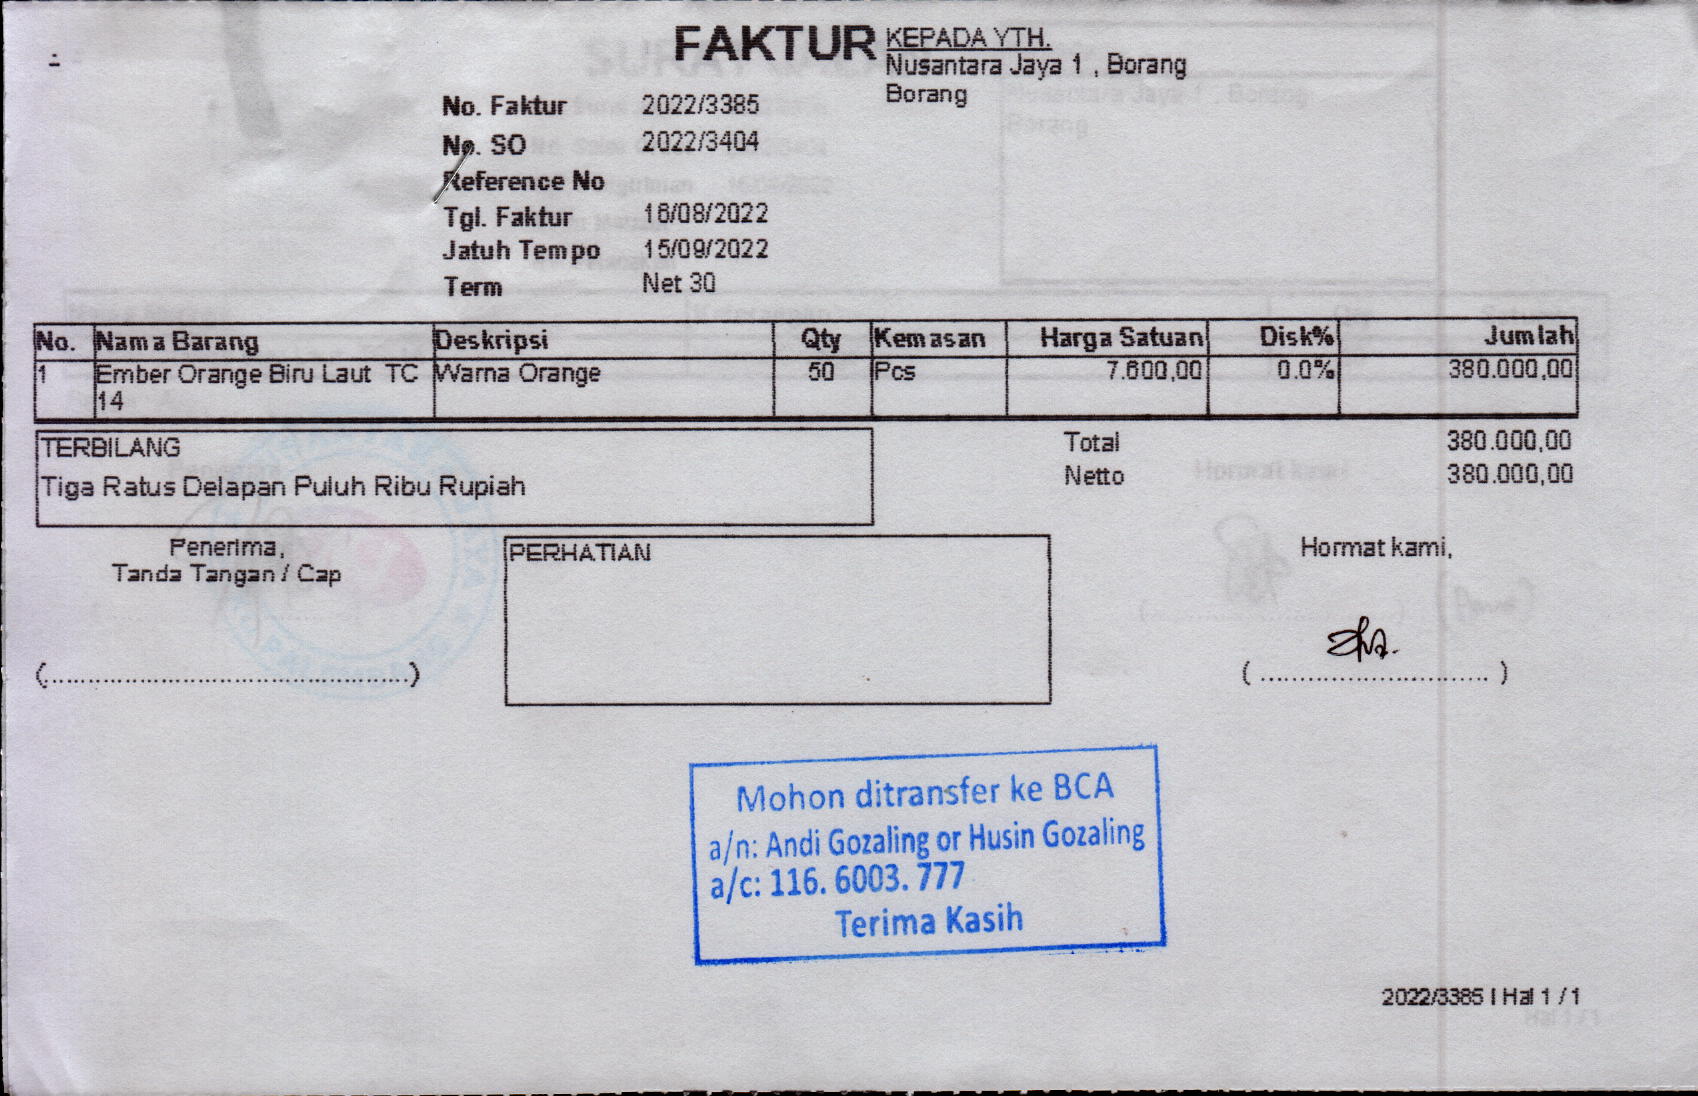 FAKTUR
KEPADA YTH.
Nusantara Jaya 1 , Borang
Borang
No. Faktur 2022/3385
No. SO 2022/3404
Reference No
Tgl. Faktur 16/08/2022
Jatuh Tempo 15/09/2022
Term Net 30
No. Nama Barang Deskripsi Qty Kemasan Harga Satuan Disk% Jumlah
1 Ember Orange Biru Laut TC Warna Orange 50 Pcs 7.600,00 0.0% 380.000,00
14
TERBILANG
Tiga Ratus Delapan Puluh Ribu Rupiah
Total 380.000,00
Netto 380.000,00
Penerima,
Tanda Tangan / Cap
(............................................)
PERHATIAN
Hormat kami,
( ............................ )
Mohon ditransfer ke BCA
a/n: Andi Gozaling or Husin Gozaling
a/c: 116. 6003. 777
Terima Kasih
2022/3385 | Hal 1 / 1